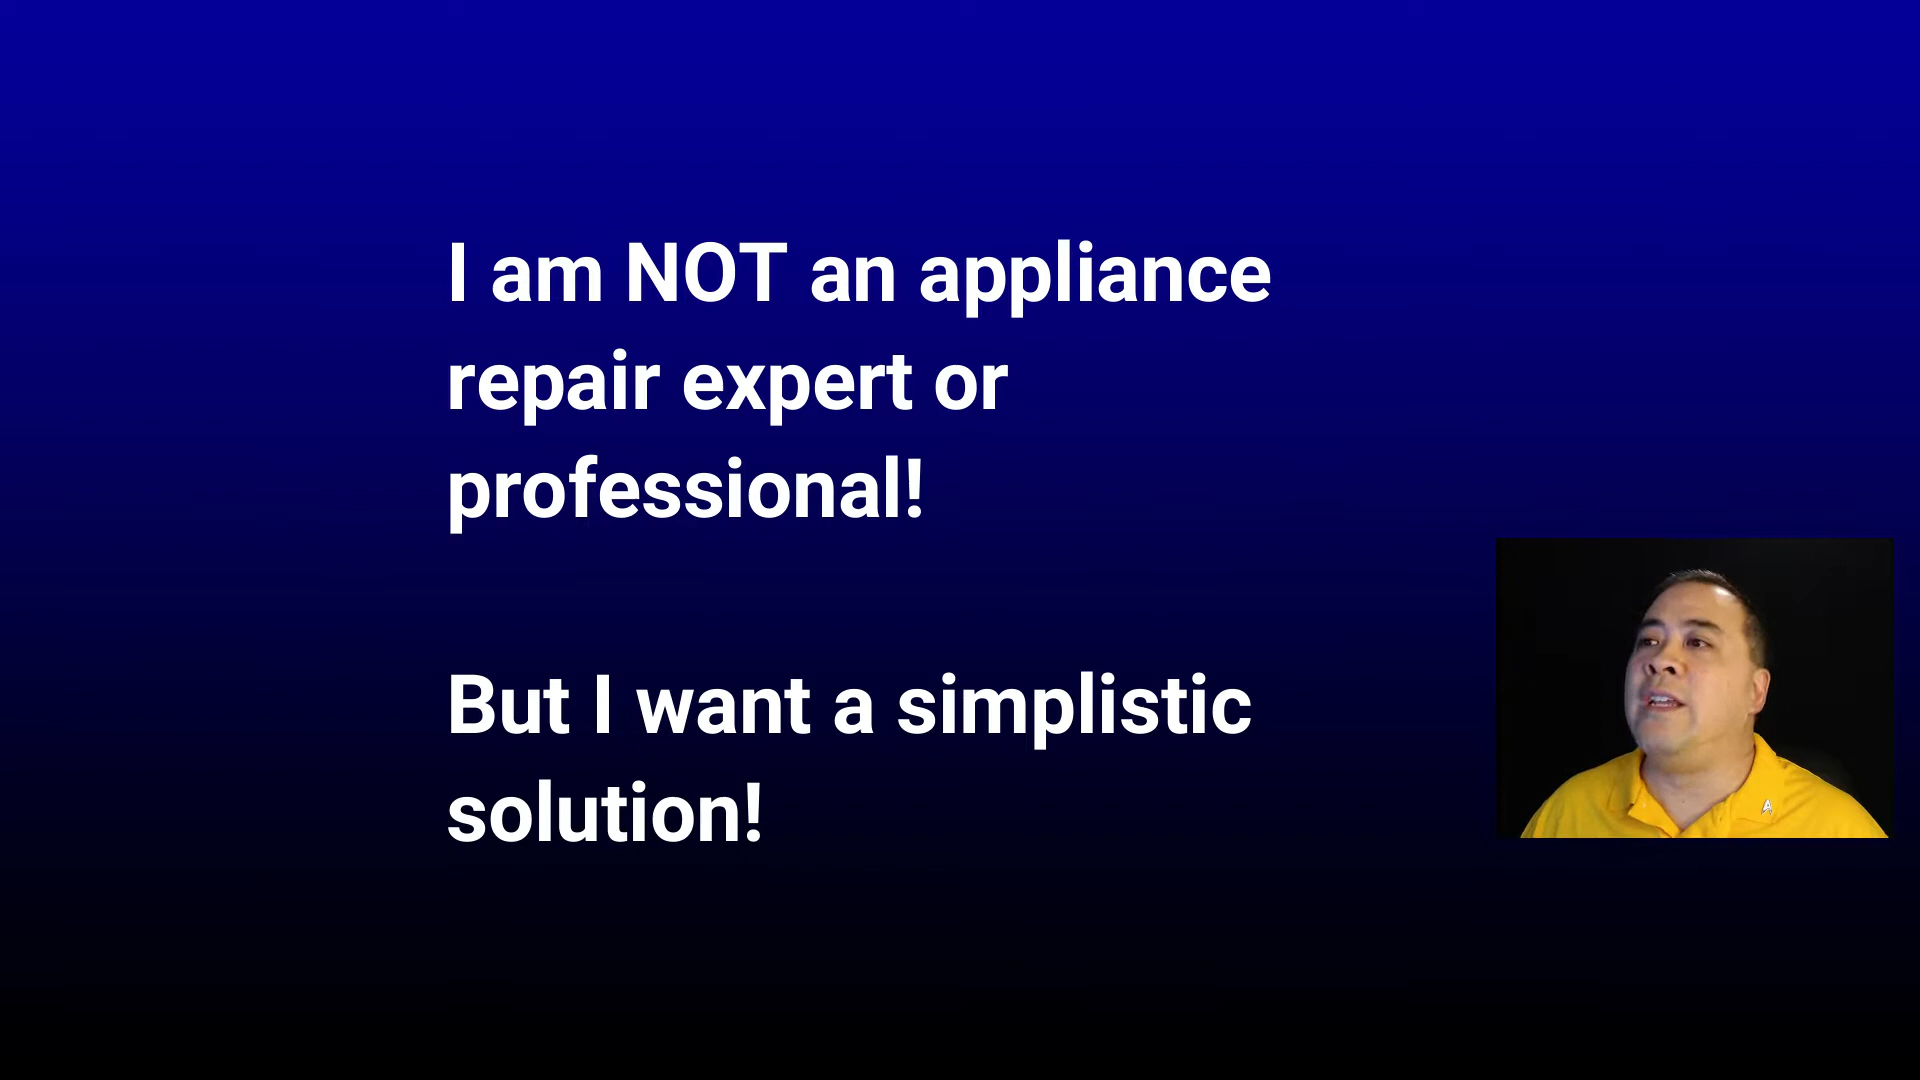 I am NOT an appliance
repair expert or
professional!
But I want a simplistic
solution!